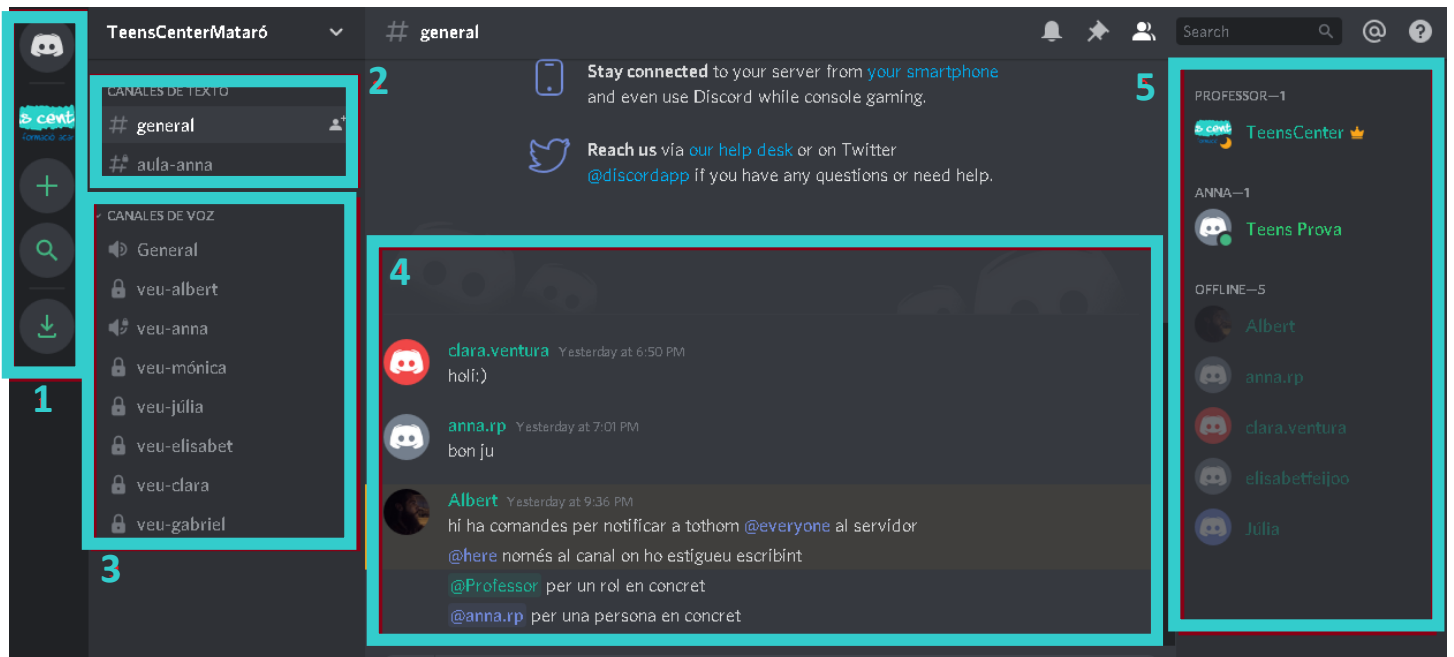 TeensCenterMataró
# general
Search
2
CANALES DE TEXTO
# general
# aula-anna
Stay connected to your server from your smartphone
and even use Discord while console gaming.
Reach us via our help desk or on Twitter
@discordapp if you have any questions or need help.
5
PROFESSOR—1
TeensCenter
ANNA—1
Teens Prova
OFFLINE—5
Albert
anna.rp
clara.ventura
elisabetfeijoo
Júlia
s cent
1
CANALES DE VOZ
General
veu-albert
veu-anna
veu-mónica
veu-júlia
veu-elisabet
veu-clara
veu-gabriel
3
4
clara.ventura Yesterday at 6:50 PM
holi:)
anna.rp Yesterday at 7:01 PM
bon ju
Albert Yesterday at 9:36 PM
hi ha comandes per notificar a tothom @everyone al servidor
@here només al canal on ho estigueu escribint
@Professor per un rol en concret
@anna.rp per una persona en concret